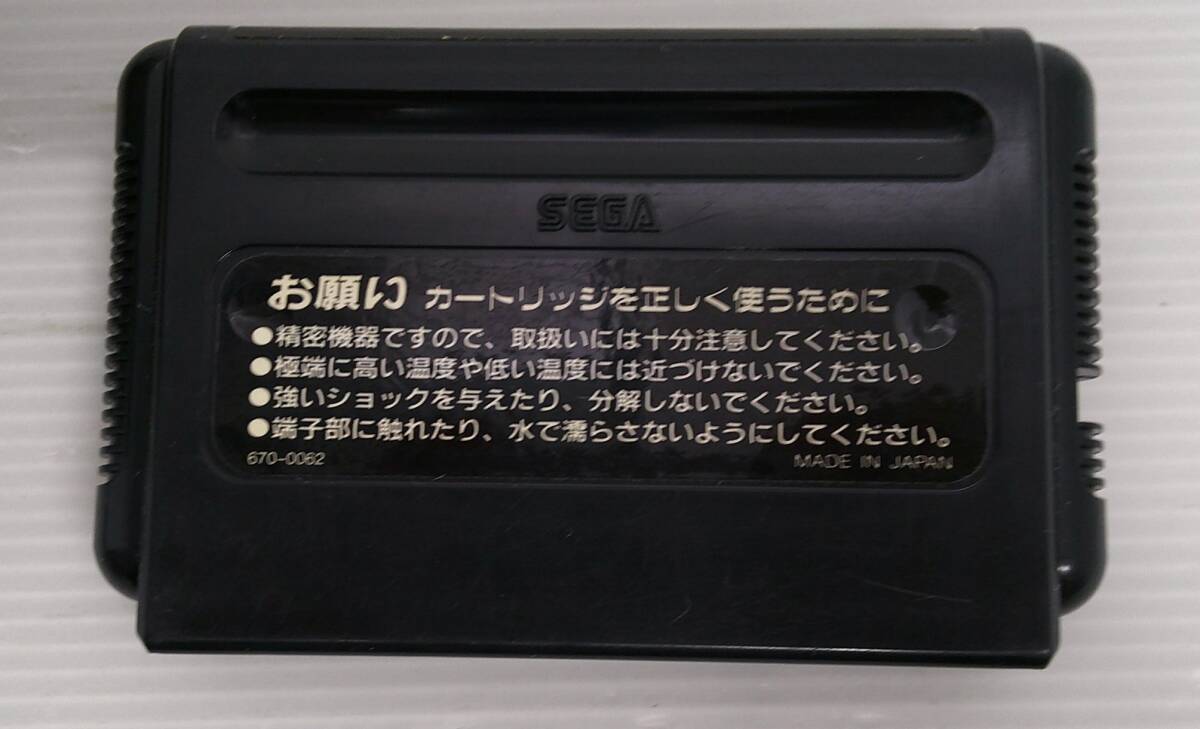 SEGA
お願い カートリッジを正しく使うために
●精密機器ですので、取扱いには十分注意してください。
●極端に高い温度や低い温度には近づけないでください。
●強いショックを与えたり、分解しないでください。
●端子部に触れたり、水で濡らさないようにしてください。
670-0062 MADE IN JAPAN